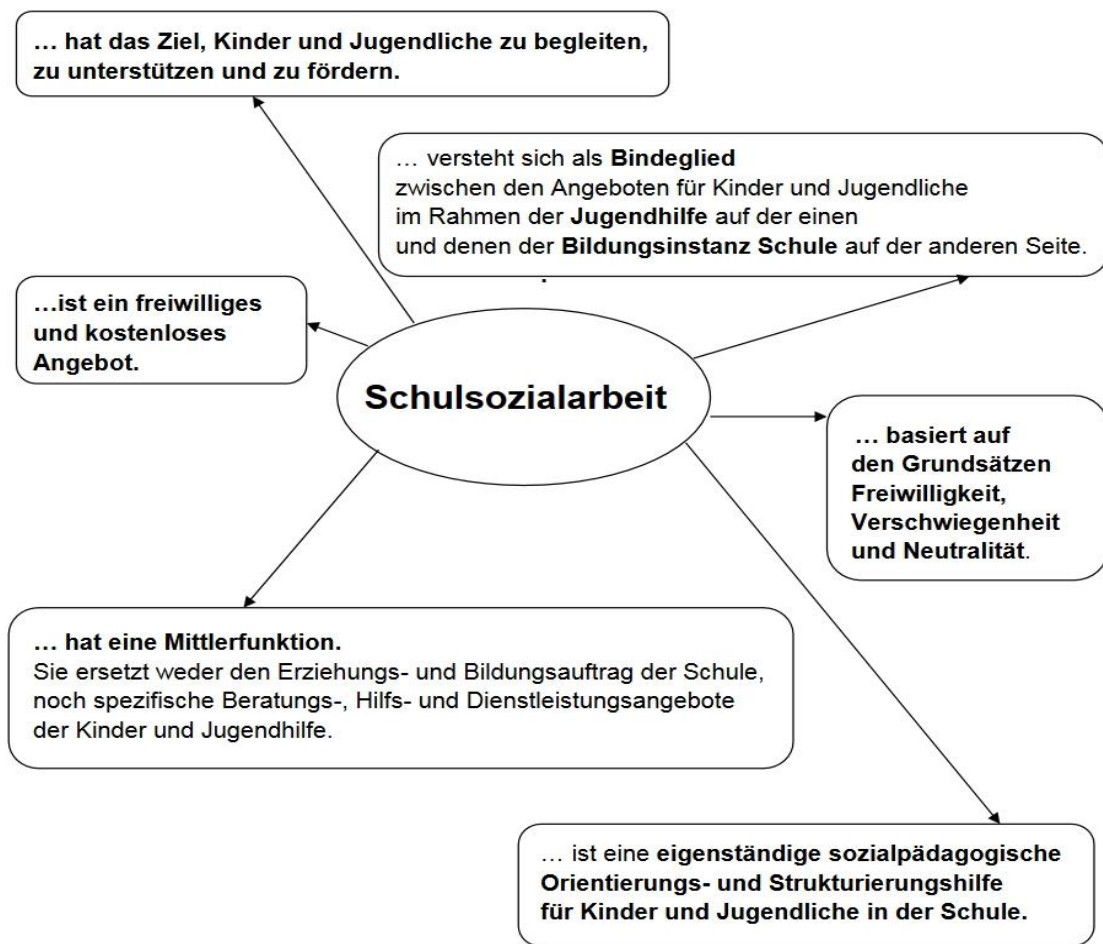 … hat das Ziel, Kinder und Jugendliche zu begleiten,
zu unterstützen und zu fördern.
… versteht sich als Bindeglied
zwischen den Angeboten für Kinder und Jugendliche
im Rahmen der Jugendhilfe auf der einen
und denen der Bildungsinstanz Schule auf der anderen Seite.
.
…ist ein freiwilliges
und kostenloses
Angebot.
Schulsozialarbeit
… basiert auf
den Grundsätzen
Freiwilligkeit,
Verschwiegenheit
und Neutralität.
… hat eine Mittlerfunktion.
Sie ersetzt weder den Erziehungs- und Bildungsauftrag der Schule,
noch spezifische Beratungs-, Hilfs- und Dienstleistungsangebote
der Kinder und Jugendhilfe.
… ist eine eigenständige sozialpädagogische
Orientierungs- und Strukturierungshilfe
für Kinder und Jugendliche in der Schule.